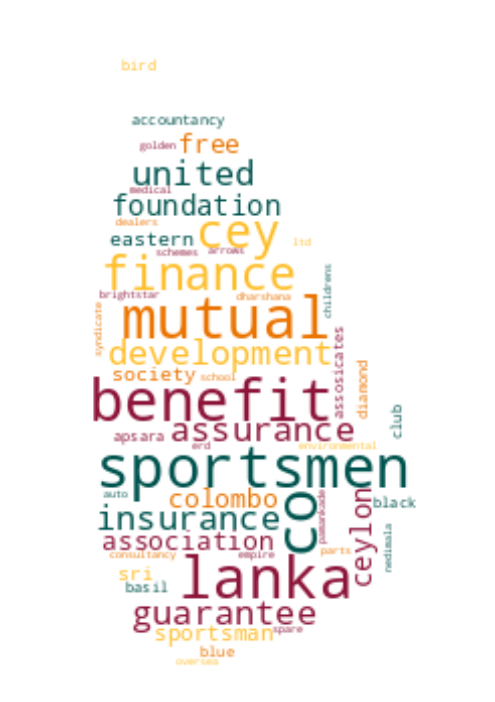 bird
accountancy
golden free
united
medical
foundation
dealers
eastern cey ltd
schemes arrows
finance
childrens
brightstar dharshana
syndicate
mutual
development
assosicates
society school
diamond
benefit
club
apsara assurance
erd environmental
sportsmen
auto colombo
pamankade
black
insurance
co
ceylon
nedimala
association
consultancy empire parts
sri
lanka
basil
guarantee
sportsman spare
blue